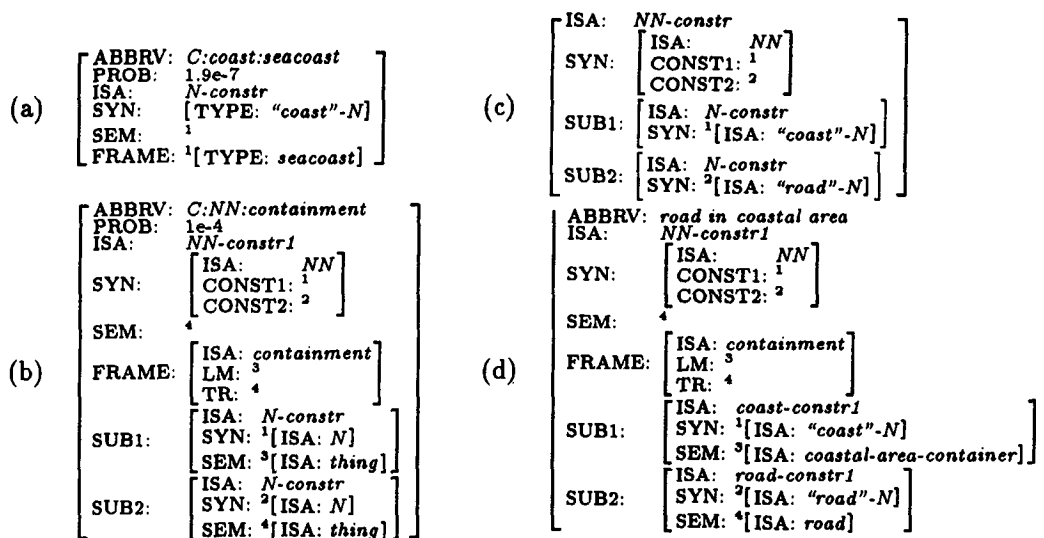 (a)
ABBRV: C:coast:seacoast
PROB: 1.9e-7
ISA: N-constr
SYN: [TYPE: "coast"-N]
SEM: 1
FRAME: 1[TYPE: seacoast]
(b)
ABBRV: C:NN:containment
PROB: 1e-4
ISA: NN-constr1
SYN: [ISA: NN
CONST1: 1
CONST2: 2]
SEM: 4
FRAME: [ISA: containment
LM: 3
TR: 4]
SUB1: [ISA: N-constr
SYN: 1[ISA: N]
SEM: 3[ISA: thing]]
SUB2: [ISA: N-constr
SYN: 2[ISA: N]
SEM: 4[ISA: thing]]
(c)
ISA: NN-constr
SYN: [ISA: NN
CONST1: 1
CONST2: 2]
SUB1: [ISA: N-constr
SYN: 1[ISA: "coast"-N]]
SUB2: [ISA: N-constr
SYN: 2[ISA: "road"-N]]
(d)
ABBRV: road in coastal area
ISA: NN-constr1
SYN: [ISA: NN
CONST1: 1
CONST2: 2]
SEM: 4
FRAME: [ISA: containment
LM: 3
TR: 4]
SUB1: [ISA: coast-constr1
SYN: 1[ISA: "coast"-N]
SEM: 3[ISA: coastal-area-container]]
SUB2: [ISA: road-constr1
SYN: 2[ISA: "road"-N]
SEM: 4[ISA: road]]